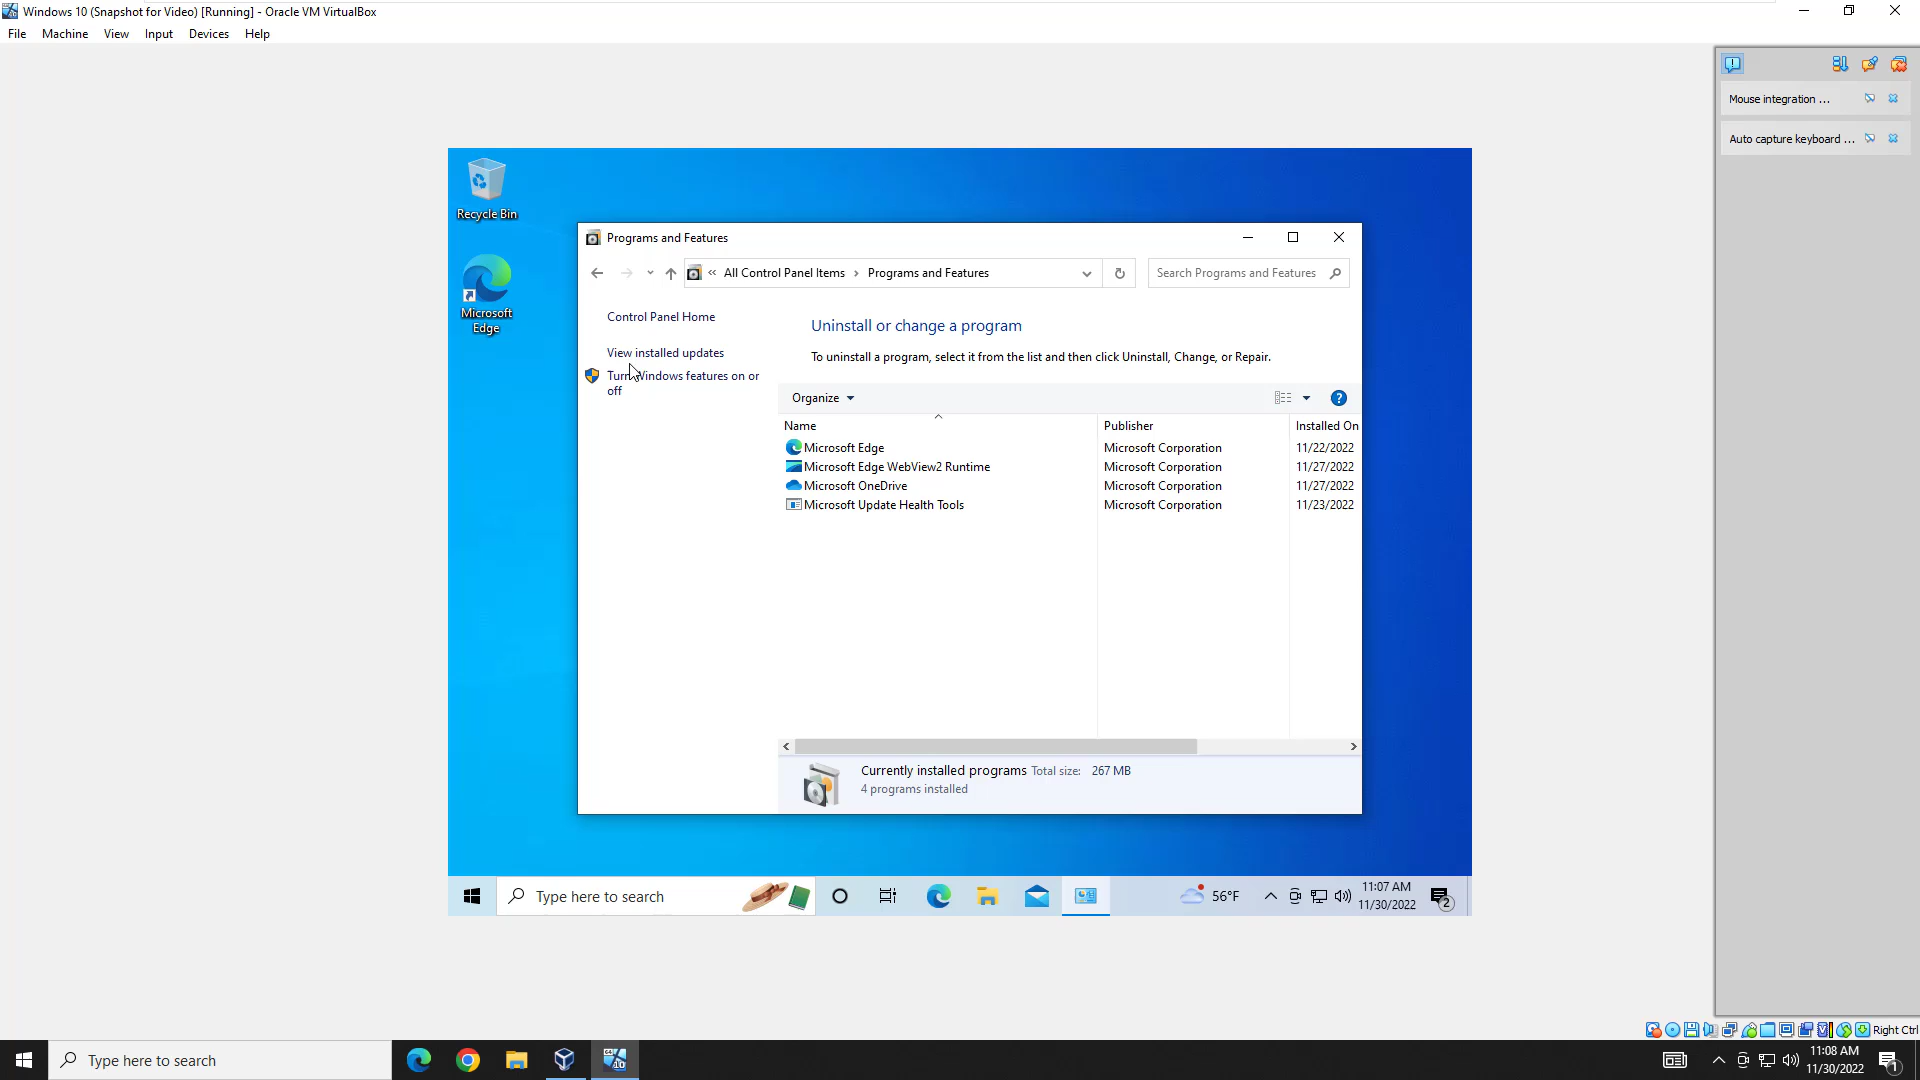 Windows 10 (Snapshot for Video) [Running] - Oracle VM VirtualBox
File Machine View Input Devices Help
Mouse integration ...
Auto capture keyboard ...
Recycle Bin
Microsoft
Edge
Programs and Features
« All Control Panel Items › Programs and Features
Search Programs and Features
Control Panel Home
View installed updates
Turn Windows features on or
off
Uninstall or change a program
To uninstall a program, select it from the list and then click Uninstall, Change, or Repair.
Organize
Name Publisher Installed On
Microsoft Edge Microsoft Corporation 11/22/2022
Microsoft Edge WebView2 Runtime Microsoft Corporation 11/27/2022
Microsoft OneDrive Microsoft Corporation 11/27/2022
Microsoft Update Health Tools Microsoft Corporation 11/23/2022
Currently installed programs Total size: 267 MB
4 programs installed
Type here to search
56°F
11:07 AM
11/30/2022
2
Right Ctrl
Type here to search
64
10
11:08 AM
11/30/2022
1